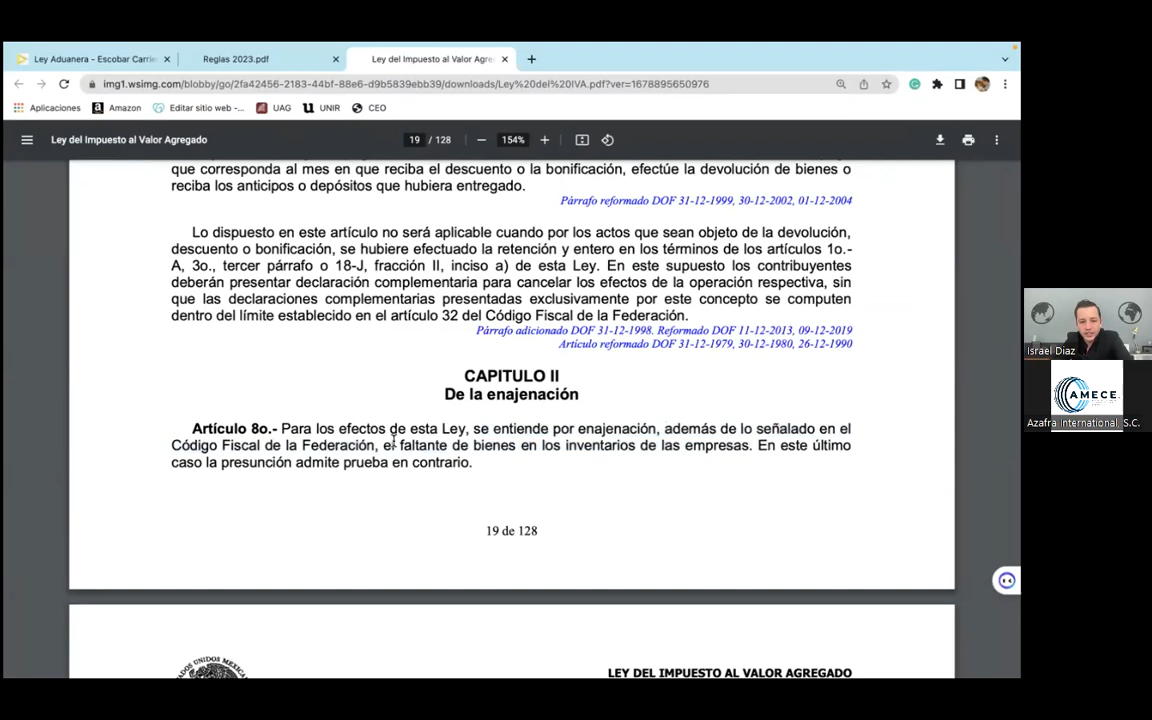 Ley Aduanera - Escobar Carrie
Reglas 2023.pdf
Ley del Impuesto al Valor Agre
img1.wsimg.com/blobby/go/2fa42456-2183-44bf-88e6-d9b5839ebb39/downloads/Ley%20del%20IVA.pdf?ver=1678895650976
Aplicaciones
Amazon
Editar sitio web -...
UAG
UNIR
CEO
Ley del Impuesto al Valor Agregado
19 / 128
154%
que corresponda al mes en que reciba el descuento o la bonificación, efectúe la devolución de bienes o
reciba los anticipos o depósitos que hubiera entregado.
Párrafo reformado DOF 31-12-1999, 30-12-2002, 01-12-2004
Lo dispuesto en este artículo no será aplicable cuando por los actos que sean objeto de la devolución,
descuento o bonificación, se hubiere efectuado la retención y entero en los términos de los artículos 1o.-
A, 3o., tercer párrafo o 18-J, fracción II, inciso a) de esta Ley. En este supuesto los contribuyentes
deberán presentar declaración complementaria para cancelar los efectos de la operación respectiva, sin
que las declaraciones complementarias presentadas exclusivamente por este concepto se computen
dentro del límite establecido en el artículo 32 del Código Fiscal de la Federación.
Párrafo adicionado DOF 31-12-1998. Reformado DOF 11-12-2013, 09-12-2019
Artículo reformado DOF 31-12-1979, 30-12-1980, 26-12-1990
CAPITULO II
De la enajenación
Artículo 8o.- Para los efectos de esta Ley, se entiende por enajenación, además de lo señalado en el
Código Fiscal de la Federación, el faltante de bienes en los inventarios de las empresas. En este último
caso la presunción admite prueba en contrario.
19 de 128
LEY DEL IMPUESTO AL VALOR AGREGADO
Israel Diaz
AMECE
Azafra International, S.C.